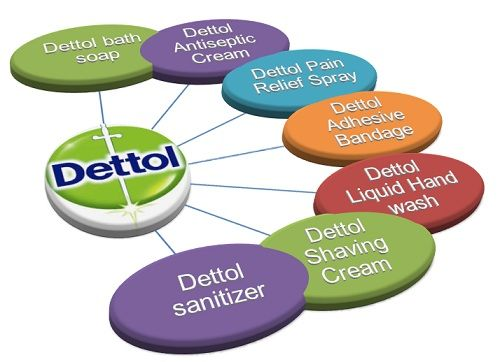 Dettol bath
soap
Dettol
Antiseptic
Cream
Dettol Pain
Relief Spray
Dettol
Adhesive
Bandage
Dettol
Liquid Hand
wash
Dettol
Shaving
Cream
Dettol
sanitizer
Dettol